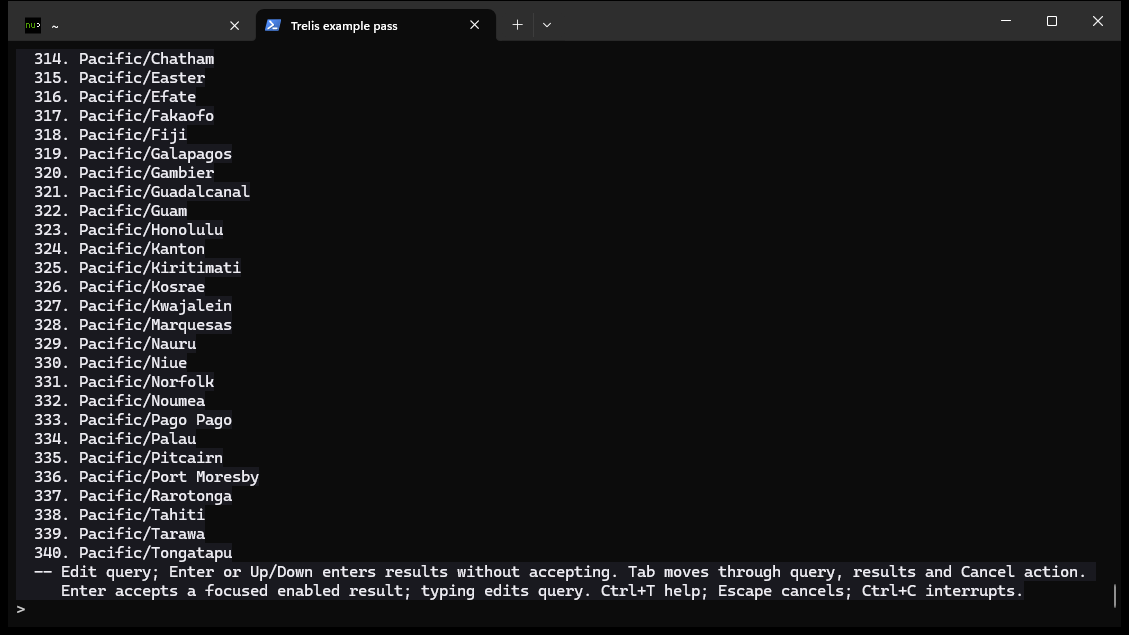 nu> ~
Trelis example pass
314. Pacific/Chatham
315. Pacific/Easter
316. Pacific/Efate
317. Pacific/Fakaofo
318. Pacific/Fiji
319. Pacific/Galapagos
320. Pacific/Gambier
321. Pacific/Guadalcanal
322. Pacific/Guam
323. Pacific/Honolulu
324. Pacific/Kanton
325. Pacific/Kiritimati
326. Pacific/Kosrae
327. Pacific/Kwajalein
328. Pacific/Marquesas
329. Pacific/Nauru
330. Pacific/Niue
331. Pacific/Norfolk
332. Pacific/Noumea
333. Pacific/Pago Pago
334. Pacific/Palau
335. Pacific/Pitcairn
336. Pacific/Port Moresby
337. Pacific/Rarotonga
338. Pacific/Tahiti
339. Pacific/Tarawa
340. Pacific/Tongatapu
-- Edit query; Enter or Up/Down enters results without accepting. Tab moves through query, results and Cancel action.
Enter accepts a focused enabled result; typing edits query. Ctrl+T help; Escape cancels; Ctrl+C interrupts.
>